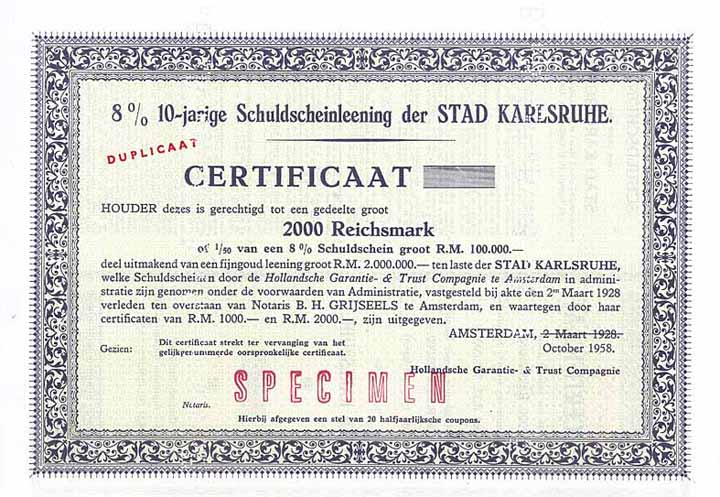 8% 10-jarige Schuldscheinleening der STAD KARLSRUHE.
DUPLICAAT
CERTIFICAAT
HOUDER dezes is gerechtigd tot een gedeelte groot
2000 Reichsmark
of 1/50 van een 8% Schuldschein groot R.M. 100.000.—
deel uitmakend van een fijngoud leening groot R.M. 2.000.000.— ten laste der STAD KARLSRUHE,
welke Schuldscheinen door de Hollandsche Garantie- & Trust Compagnie te Amsterdam in admini-
stratie zijn genomen onder de voorwaarden van Administratie, vastgesteld bij akte den 2den Maart 1928
verleden ten overstaan van Notaris B. H. GRIJSEELS te Amsterdam, en waartegen door haar
certificaten van R.M. 1000.— en R.M. 2000.—, zijn uitgegeven.
AMSTERDAM, 2 Maart 1928.
October 1958.
Gezien:
Dit certificaat strekt ter vervanging van het
gelijkgenummerde oorspronkelijke certificaat.
Hollandsche Garantie- & Trust Compagnie
SPECIMEN
Notaris.
Hierbij afgegeven een stel van 20 halfjaarlijksche coupons.